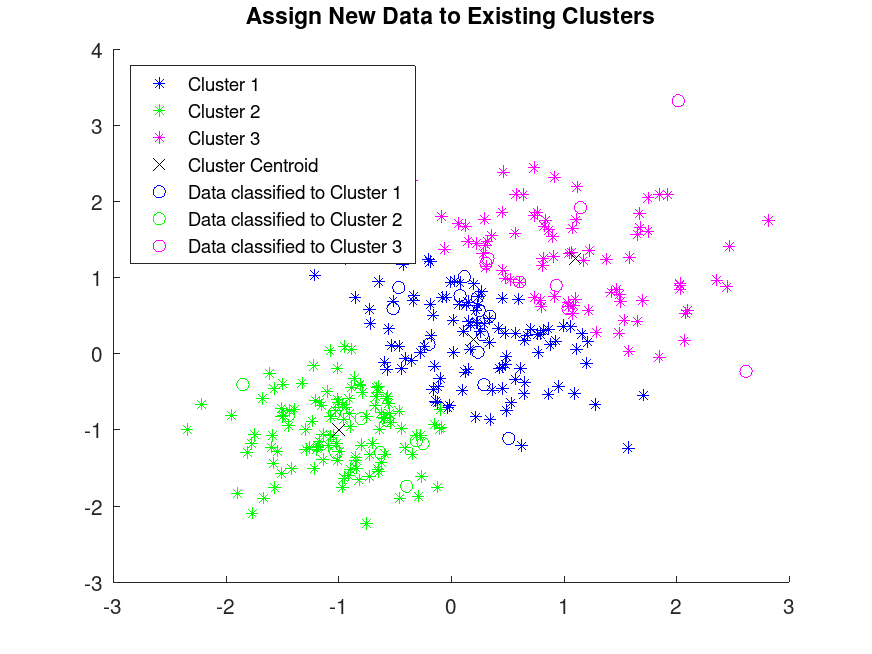 Assign New Data to Existing Clusters
4
3
2
1
0
-1
-2
-3
Cluster 1
Cluster 2
Cluster 3
Cluster Centroid
Data classified to Cluster 1
Data classified to Cluster 2
Data classified to Cluster 3
-3 -2 -1 0 1 2 3